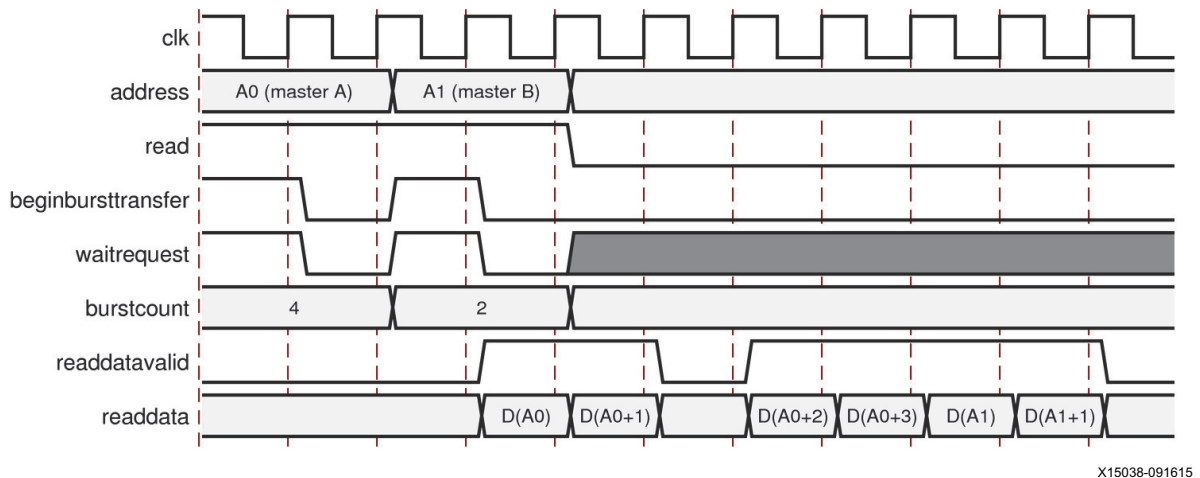 clk
address
A0 (master A)
A1 (master B)
read
beginbursttransfer
waitrequest
burstcount
4
2
readdatavalid
readdata
D(A0)
D(A0+1)
D(A0+2)
D(A0+3)
D(A1)
D(A1+1)
X15038-091615